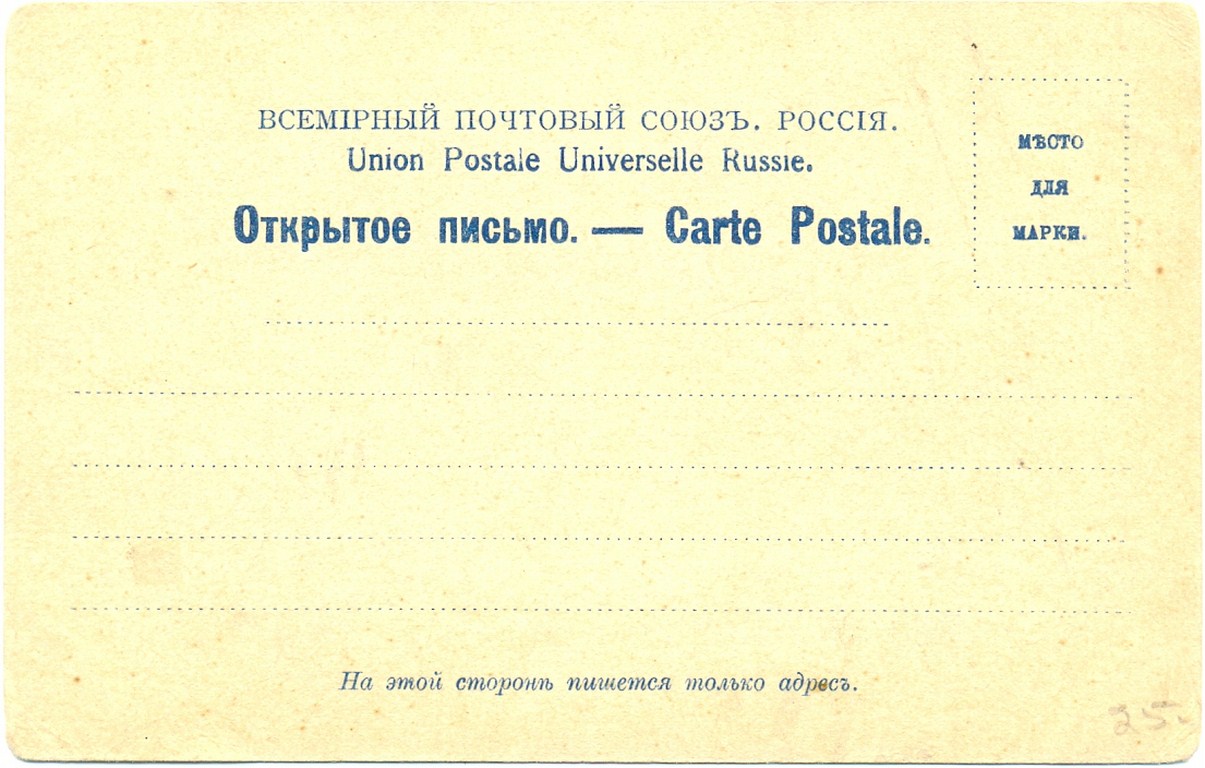 ВСЕМІРНЫЙ ПОЧТОВЫЙ СОЮЗЪ. РОССІЯ.
Union Postale Universelle Russie.
Открытое письмо. — Carte Postale.
МѢСТО
ДЛЯ
МАРКИ.
На этой сторонѣ пишется только адресъ.
25.